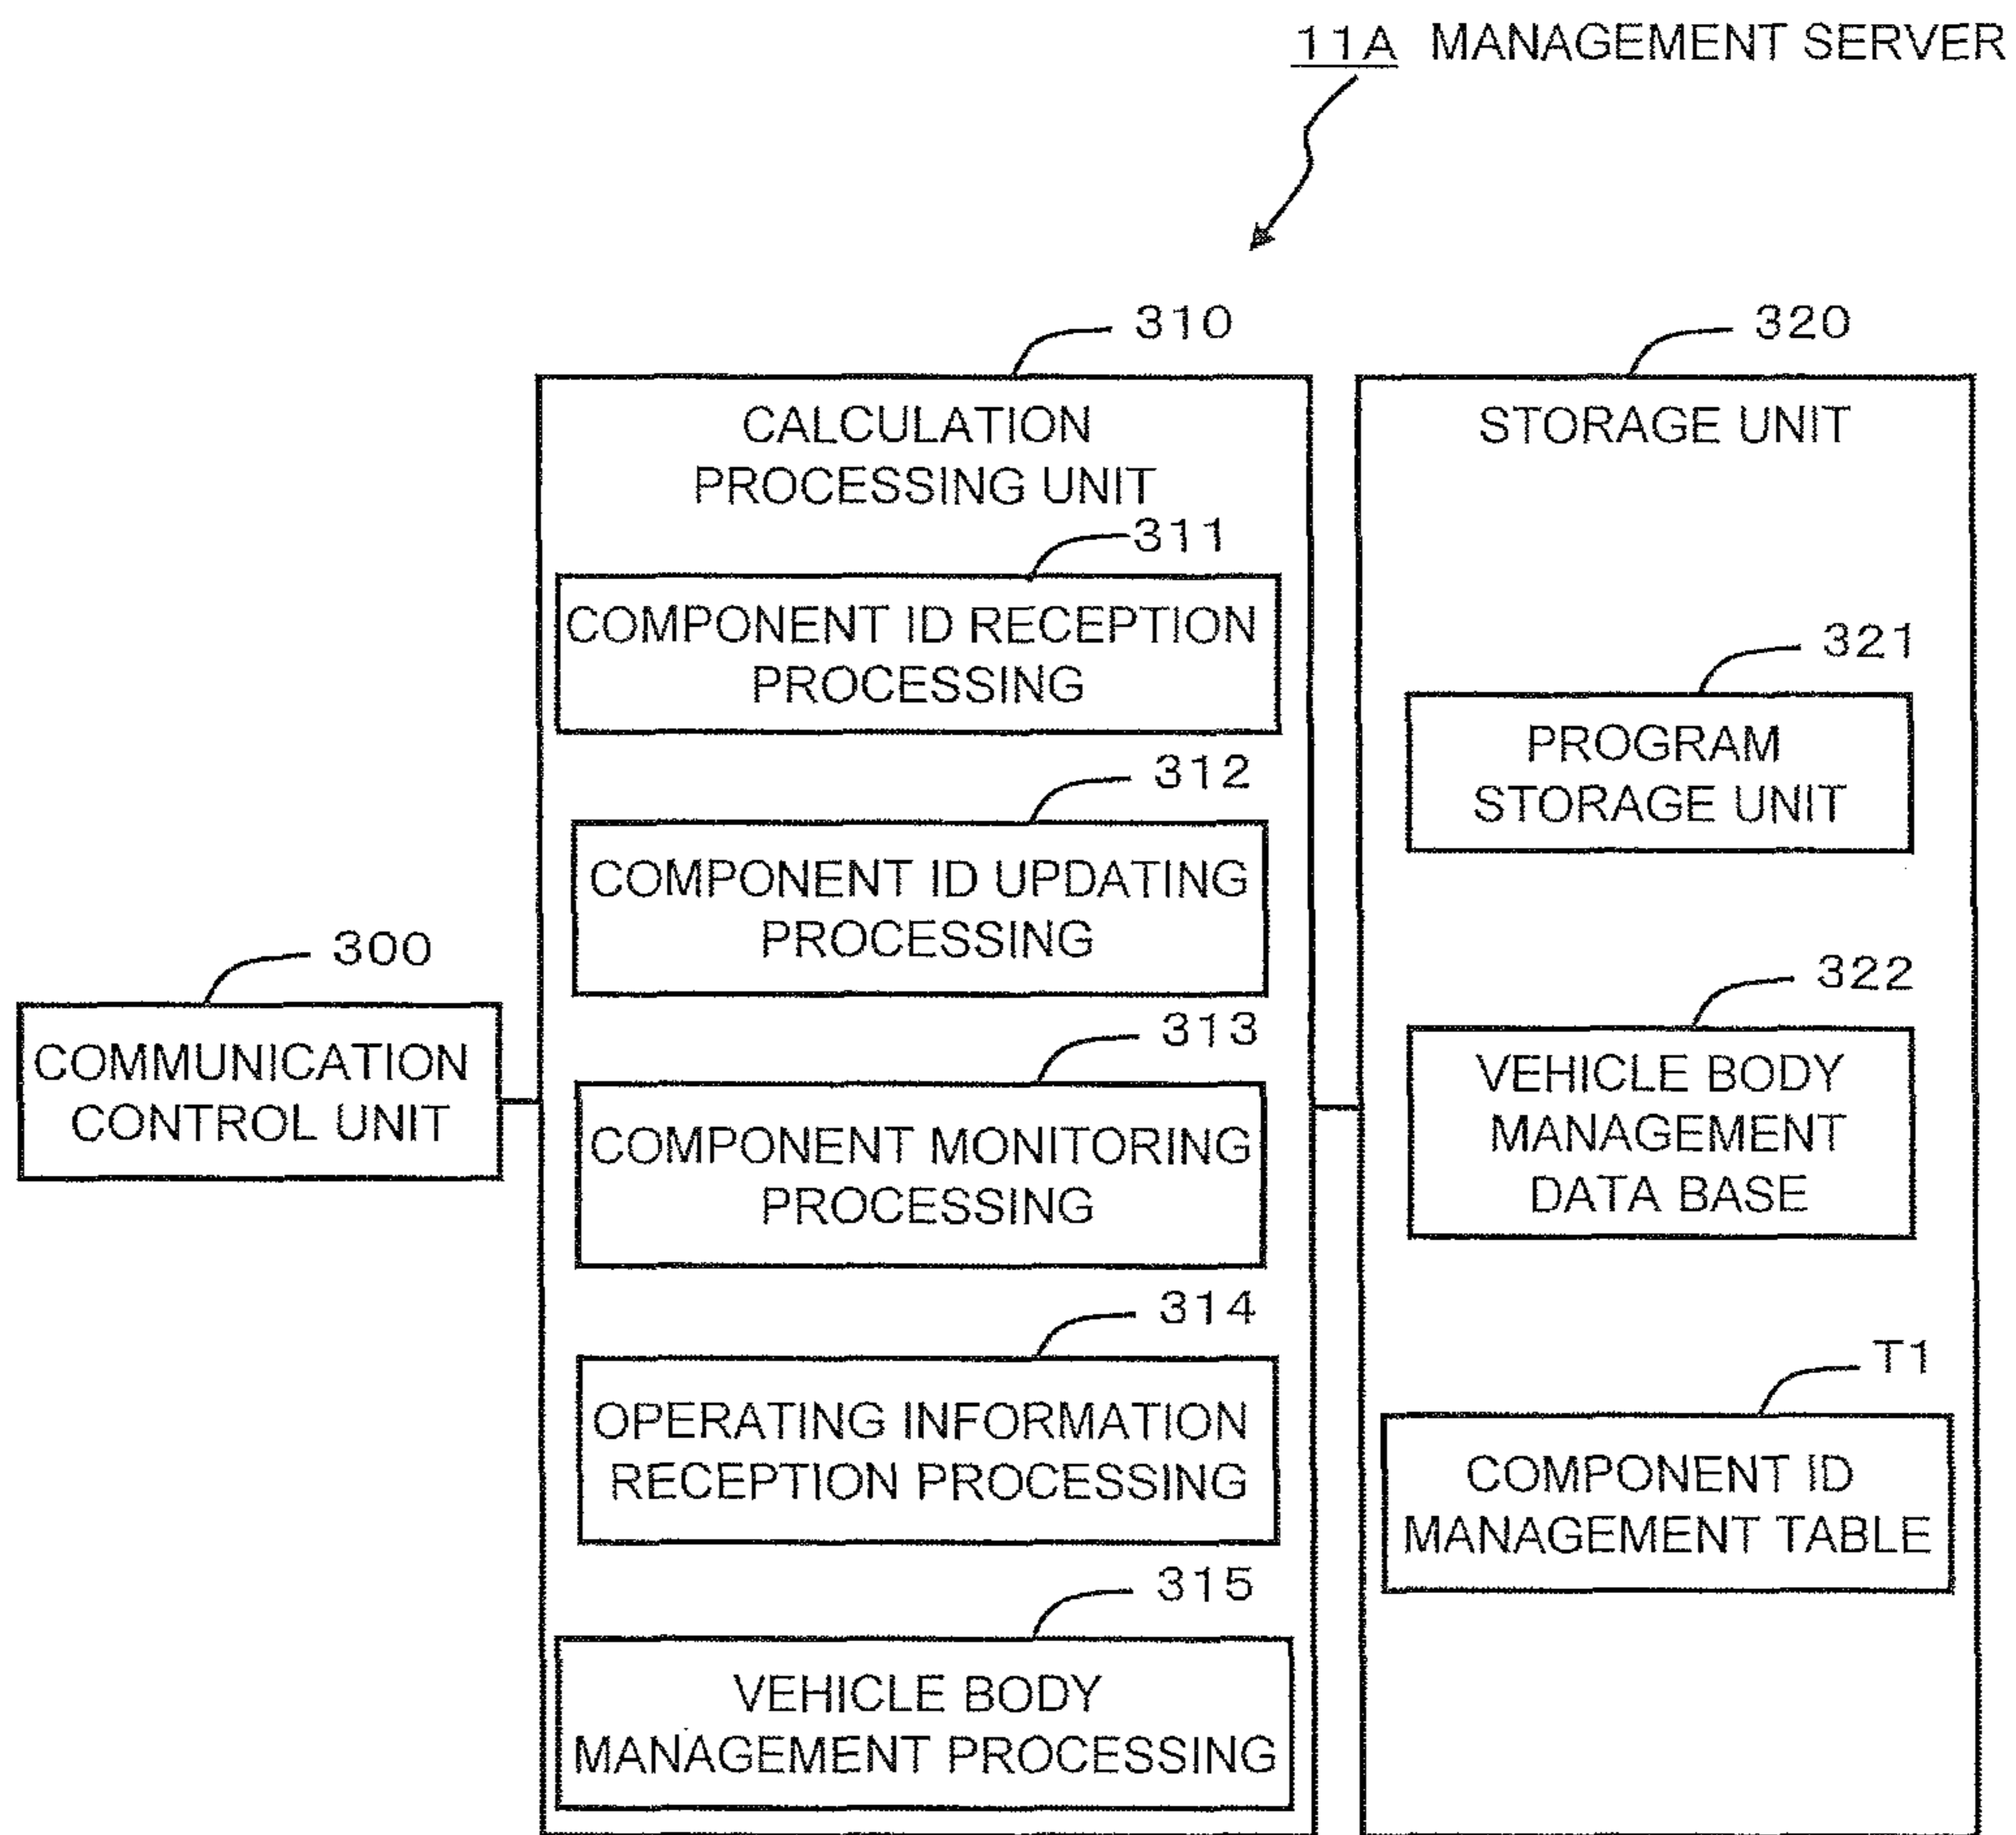 11A MANAGEMENT SERVER
310
CALCULATION
PROCESSING UNIT
311
COMPONENT ID RECEPTION
PROCESSING
312
COMPONENT ID UPDATING
PROCESSING
300
COMMUNICATION
CONTROL UNIT
313
COMPONENT MONITORING
PROCESSING
314
OPERATING INFORMATION
RECEPTION PROCESSING
315
VEHICLE BODY
MANAGEMENT PROCESSING
320
STORAGE UNIT
321
PROGRAM
STORAGE UNIT
322
VEHICLE BODY
MANAGEMENT
DATA BASE
T1
COMPONENT ID
MANAGEMENT TABLE